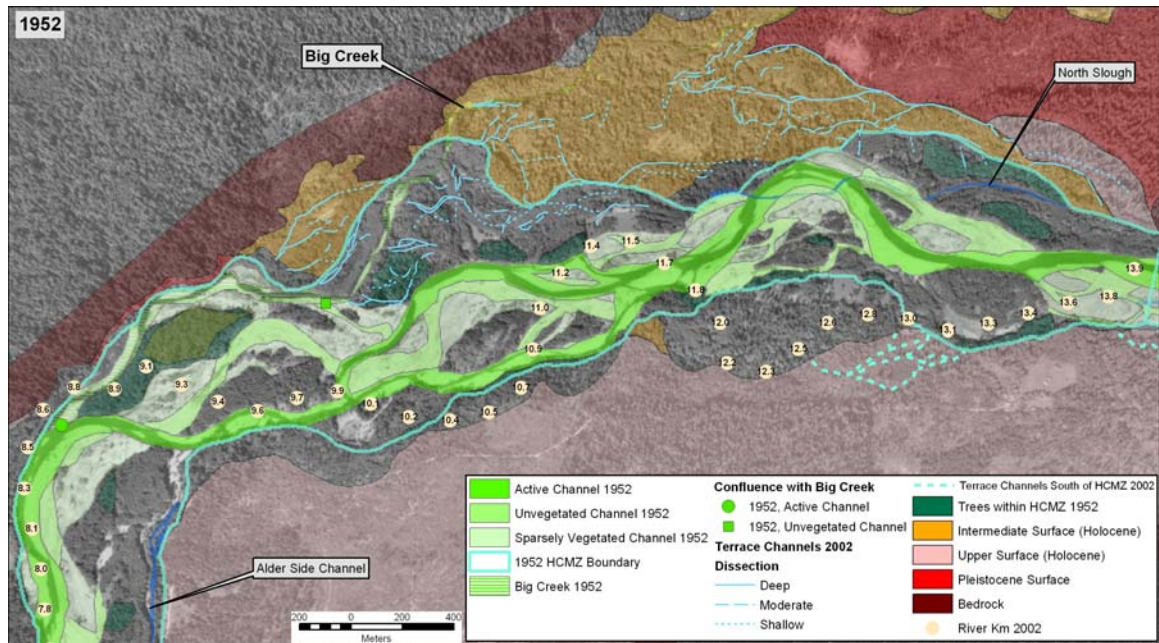 1952
Big Creek
North Slough
11.4
11.5
11.7
11.2
11.8
13.9
13.8
13.6
11.0
12.0
12.6
12.8
13.0
13.1
13.3
13.4
10.9
12.2
12.3
12.5
9.1
8.8
8.9
9.3
8.6
9.4
9.6
9.7
9.9
10.1
10.2
10.4
10.5
10.7
8.5
8.3
8.1
8.0
7.8
Alder Side Channel
200 0 200 400
Meters
Active Channel 1952
Unvegetated Channel 1952
Sparsely Vegetated Channel 1952
1952 HCMZ Boundary
Big Creek 1952
Confluence with Big Creek
1952, Active Channel
1952, Unvegetated Channel
Terrace Channels 2002
Dissection
Deep
Moderate
Shallow
Terrace Channels South of HCMZ 2002
Trees within HCMZ 1952
Intermediate Surface (Holocene)
Upper Surface (Holocene)
Pleistocene Surface
Bedrock
River Km 2002